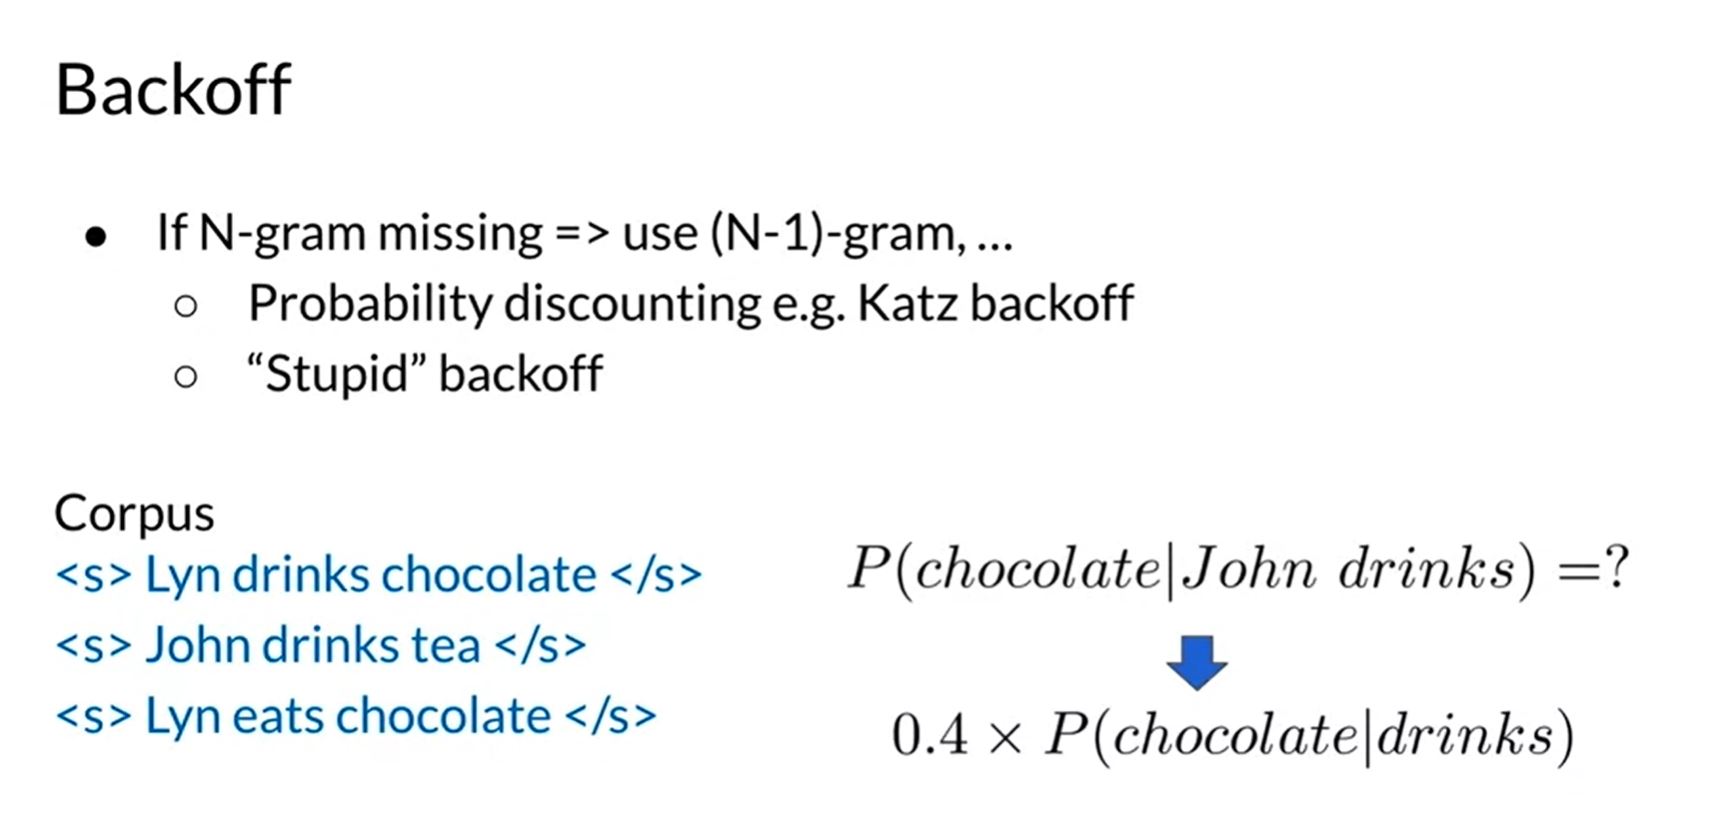 Backoff
● If N-gram missing => use (N-1)-gram, ...
○ Probability discounting e.g. Katz backoff
○ “Stupid” backoff
Corpus
<s> Lyn drinks chocolate </s>
<s> John drinks tea </s>
<s> Lyn eats chocolate </s>
P(chocolate|John drinks) =?
0.4 × P(chocolate|drinks)